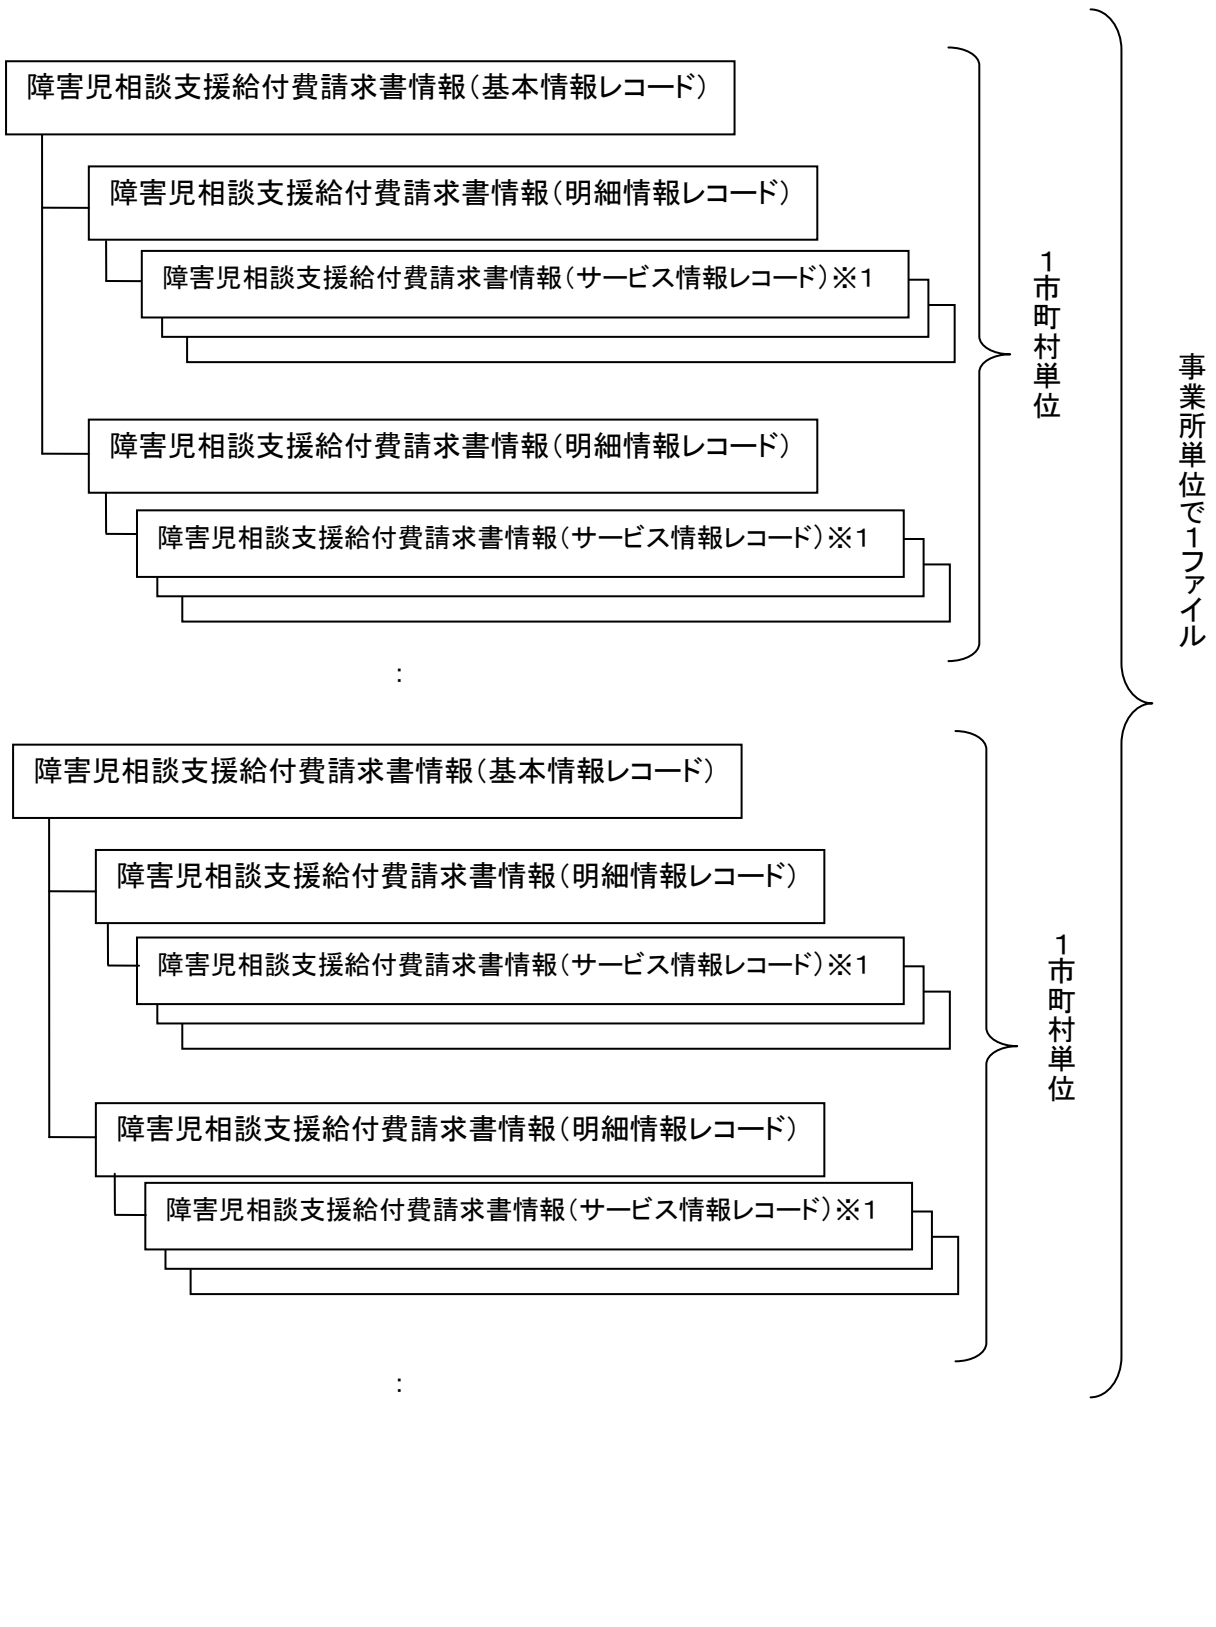 障害児相談支援給付費請求書情報（基本情報レコード）
障害児相談支援給付費請求書情報（明細情報レコード）
障害児相談支援給付費請求書情報（サービス情報レコード）※１
障害児相談支援給付費請求書情報（明細情報レコード）
障害児相談支援給付費請求書情報（サービス情報レコード）※１
：
１市町村単位
障害児相談支援給付費請求書情報（基本情報レコード）
障害児相談支援給付費請求書情報（明細情報レコード）
障害児相談支援給付費請求書情報（サービス情報レコード）※１
障害児相談支援給付費請求書情報（明細情報レコード）
障害児相談支援給付費請求書情報（サービス情報レコード）※１
：
１市町村単位
事業所単位で１ファイル